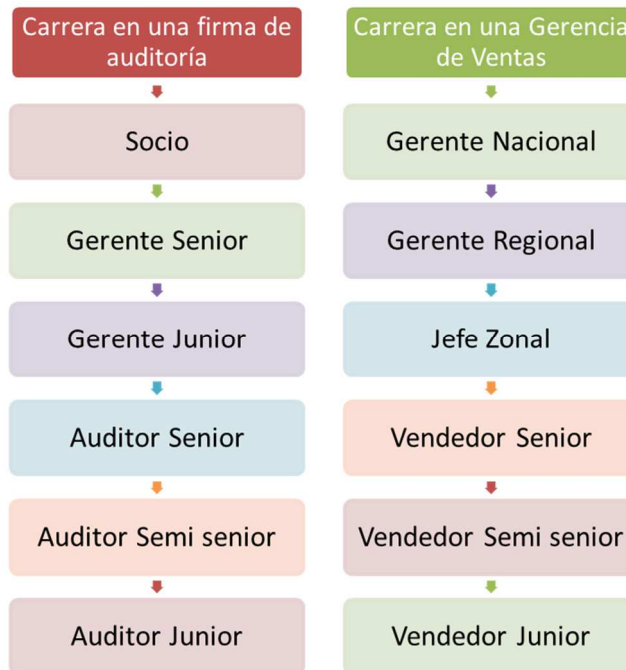 Carrera en una firma de
auditoría
Socio
Gerente Senior
Gerente Junior
Auditor Senior
Auditor Semi senior
Auditor Junior
Carrera en una Gerencia
de Ventas
Gerente Nacional
Gerente Regional
Jefe Zonal
Vendedor Senior
Vendedor Semi senior
Vendedor Junior